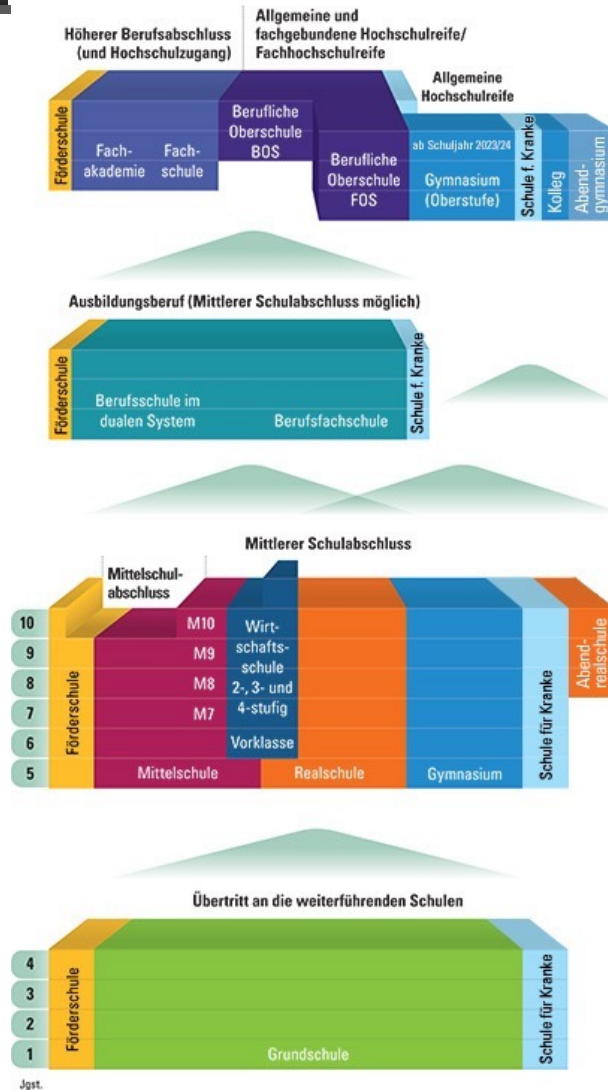 Höherer Berufsabschluss
(und Hochschulzugang)
Allgemeine und
fachgebundene Hochschulreife/
Fachhochschulreife
Allgemeine
Hochschulreife
Förderschule
Fach-
akademie
Fach-
schule
Berufliche
Oberschule
BOS
Berufliche
Oberschule
FOS
ab Schuljahr 2023/24
Gymnasium
(Oberstufe)
Schule f. Kranke
Kolleg
Abend-
gymnasium
Ausbildungsberuf (Mittlerer Schulabschluss möglich)
Förderschule
Berufsschule im
dualen System
Berufsfachschule
Schule f. Kranke
Mittlerer Schulabschluss
Mittelschul-
abschluss
10
9
8
7
6
5
Förderschule
M10
M9
M8
M7
Mittelschule
Wirt-
schafts-
schule
2-, 3- und
4-stufig
Vorklasse
Realschule
Gymnasium
Schule für Kranke
Abend-
realschule
Übertritt an die weiterführenden Schulen
4
3
2
1
Jgst.
Förderschule
Grundschule
Schule für Kranke